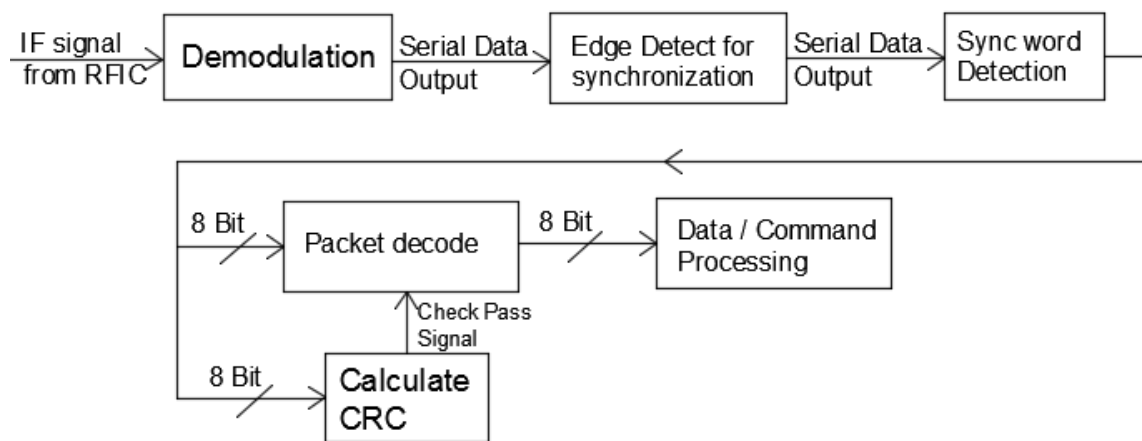 IF signal
from RFIC
Demodulation
Serial Data
Output
Edge Detect for
synchronization
Serial Data
Output
Sync word
Detection
8 Bit
Packet decode
8 Bit
Data / Command
Processing
Check Pass
Signal
8 Bit
Calculate
CRC